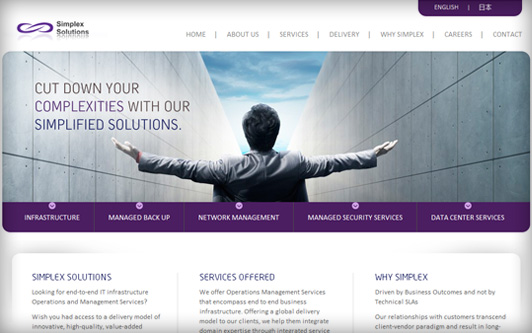 ENGLISH | 日本
Simplex
Solutions
HOME | ABOUT US | SERVICES | DELIVERY | WHY SIMPLEX | CAREERS | CONTACT
CUT DOWN YOUR
COMPLEXITIES WITH OUR
SIMPLIFIED SOLUTIONS.
INFRASTRUCTURE
MANAGED BACK UP
NETWORK MANAGEMENT
MANAGED SECURITY SERVICES
DATA CENTER SERVICES
SIMPLEX SOLUTIONS
Looking for end-to-end IT infrastructure
Operations and Management Services?
Wish you had access to a delivery model of
innovative, high-quality, value-added
SERVICES OFFERED
We offer Operations Management Services
that encompass end to end business
infrastructure. Offering a global delivery
model to our clients, we help them integrate
domain expertise through integrated service
WHY SIMPLEX
Driven by Business Outcomes and not by
Technical SLAs
Our relationships with customers transcend
client-vendor paradigm and result in long-